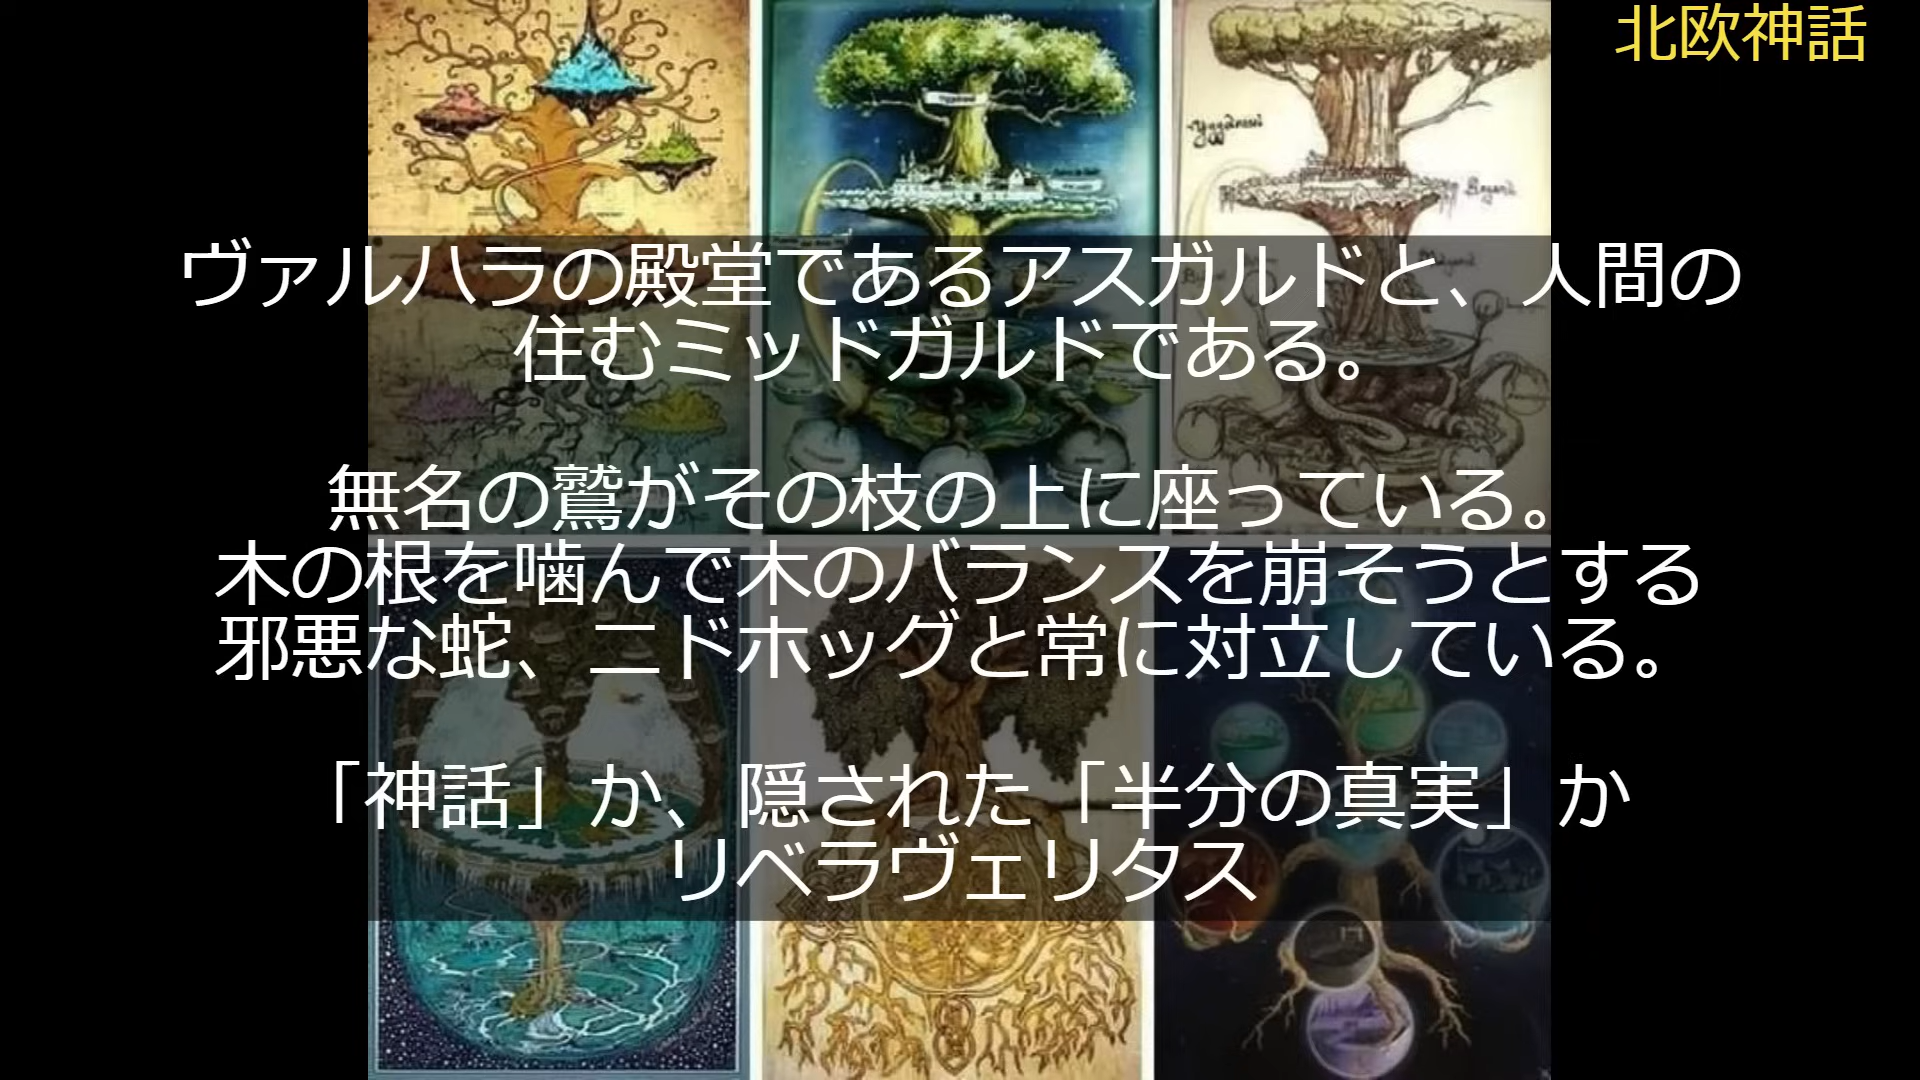 北欧神話
ヴァルハラの殿堂であるアスガルドと、人間の
住むミッドガルドである。
無名の鷲がその枝の上に座っている。
木の根を噛んで木のバランスを崩そうとする
邪悪な蛇、ニドホッグと常に対立している。
「神話」か、隠された「半分の真実」か
リベラヴェリタス